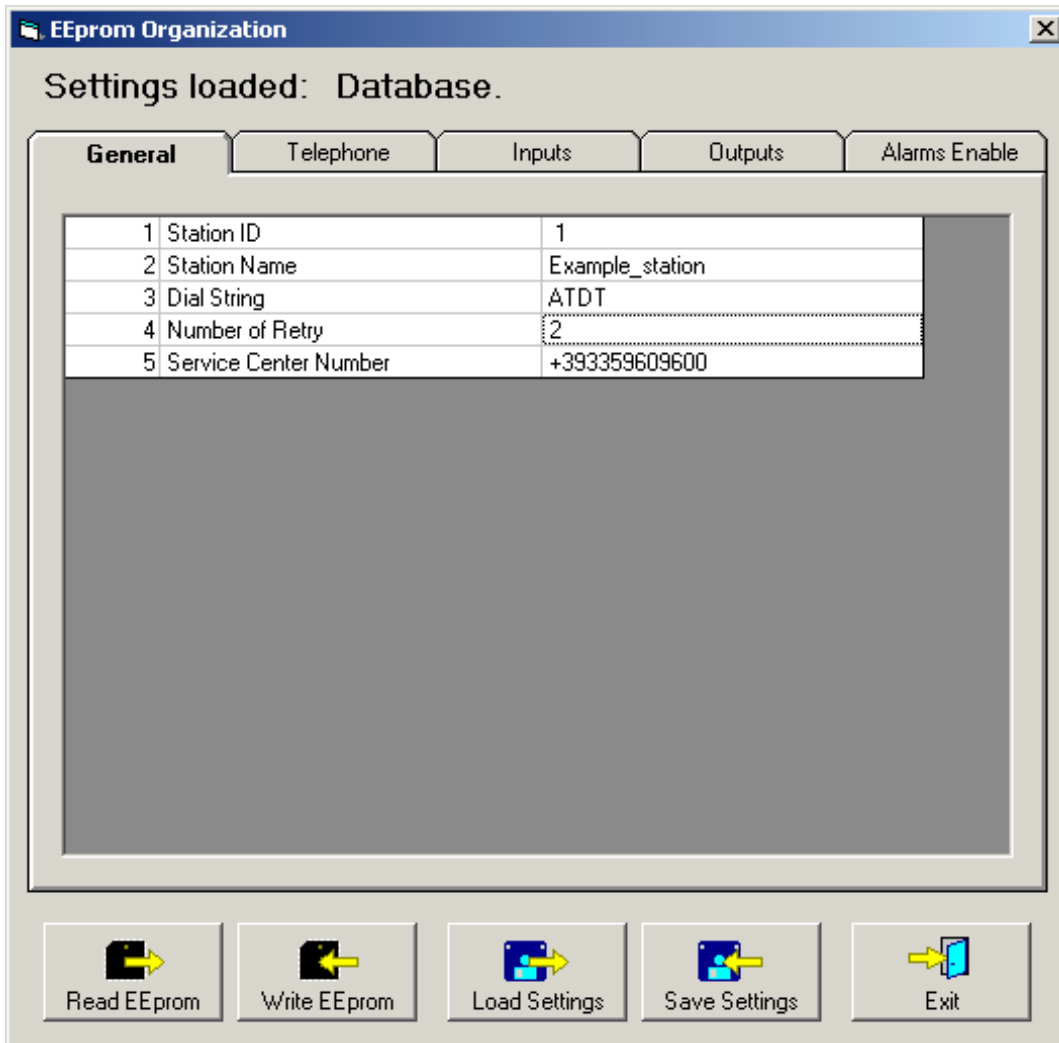 EEprom Organization
Settings loaded: Database.
General Telephone Inputs Outputs Alarms Enable
1 Station ID 1
2 Station Name Example_station
3 Dial String ATDT
4 Number of Retry 2
5 Service Center Number +393359609600
Read EEprom Write EEprom Load Settings Save Settings Exit